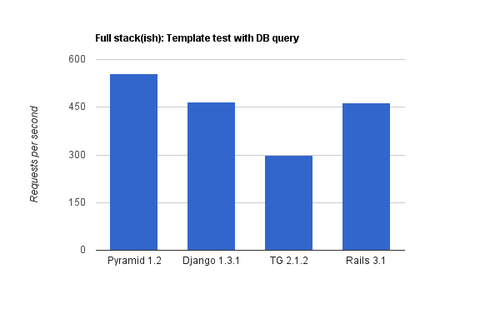 Full stack(ish): Template test with DB query
600
450
300
150
0
Requests per second
Pyramid 1.2 Django 1.3.1 TG 2.1.2 Rails 3.1